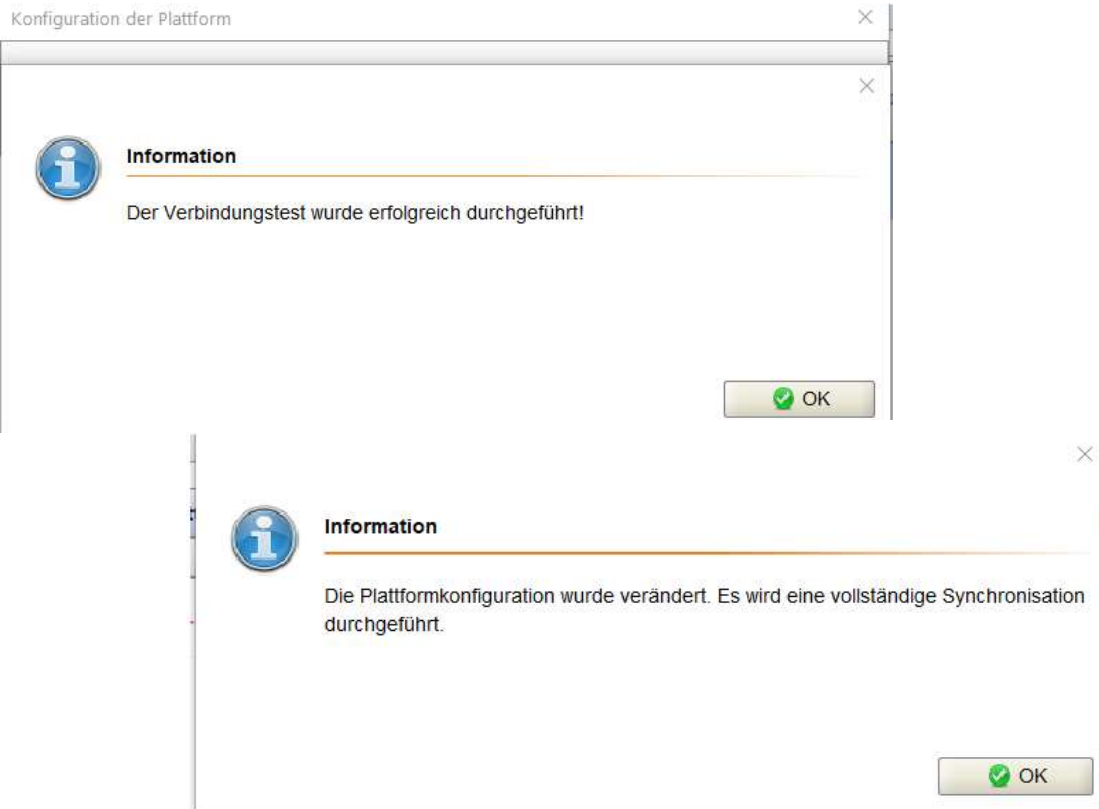 Konfiguration der Plattform
Information
Der Verbindungstest wurde erfolgreich durchgeführt!
OK
Information
Die Plattformkonfiguration wurde verändert. Es wird eine vollständige Synchronisation
durchgeführt.
OK